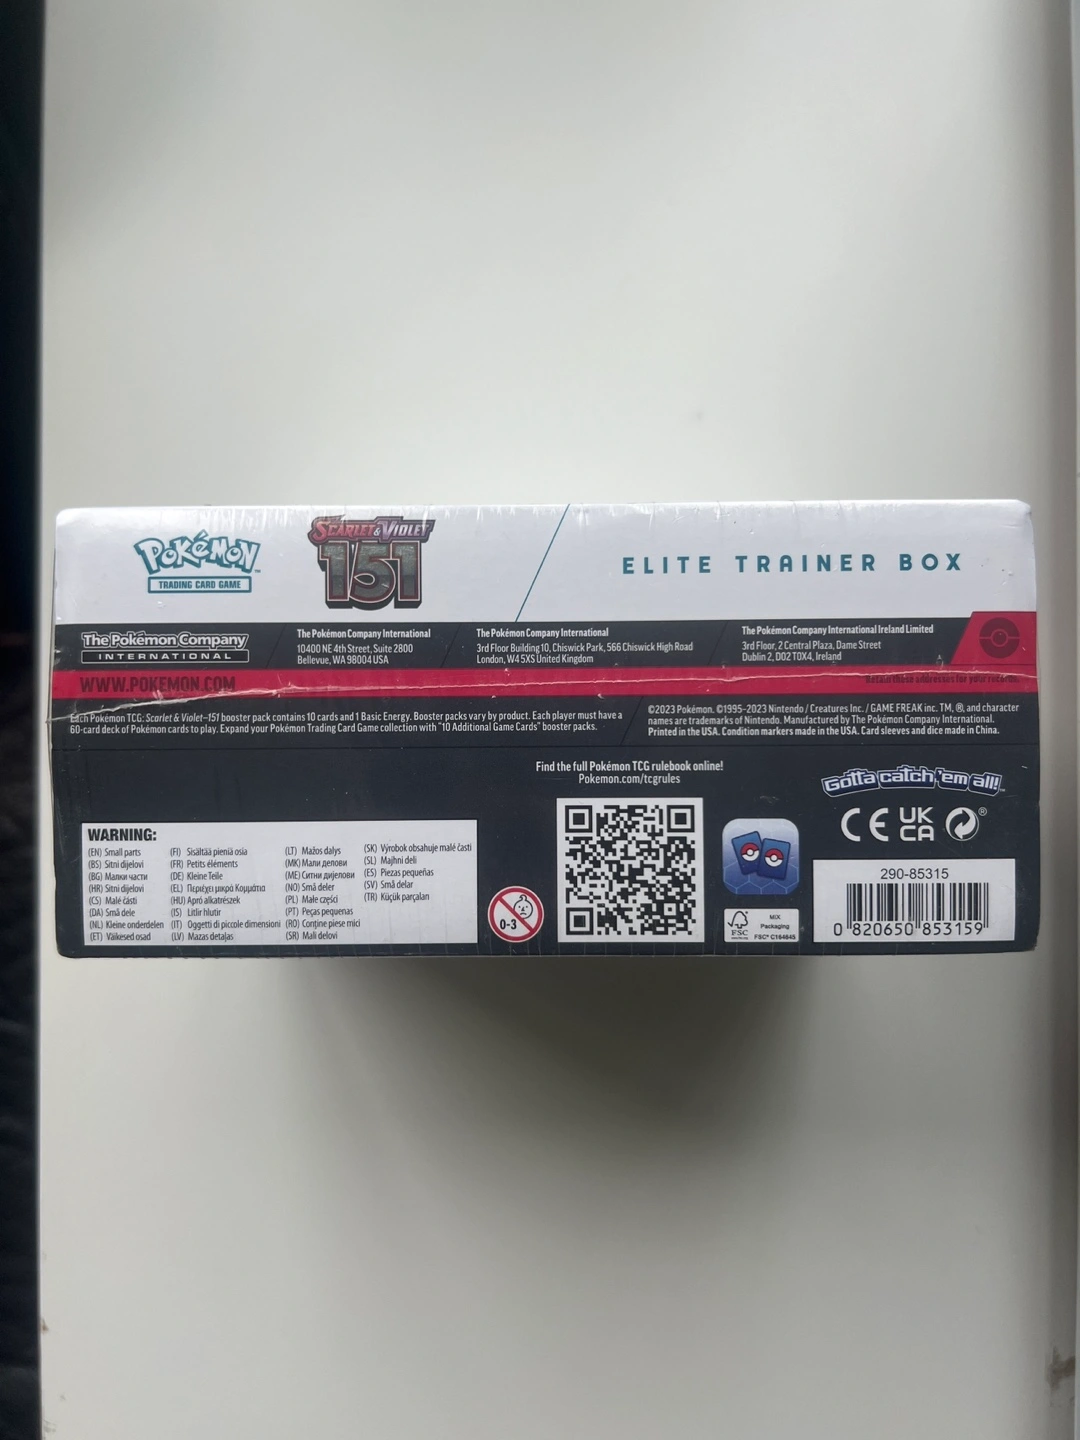 POKéMON™
TRADING CARD GAME
SCARLET & VIOLET
151
ELITE TRAINER BOX
The Pokémon Company
INTERNATIONAL
The Pokémon Company International
10400 NE 4th Street, Suite 2800
Bellevue, WA 98004 USA
The Pokémon Company International
3rd Floor Building 10, Chiswick Park, 566 Chiswick High Road
London, W4 5XS United Kingdom
The Pokémon Company International Ireland Limited
3rd Floor, 2 Central Plaza, Dame Street
Dublin 2, D02 T0X4, Ireland
WWW.POKEMON.COM
Retain these addresses for your records.
Each Pokémon TCG: Scarlet & Violet–151 booster pack contains 10 cards and 1 Basic Energy. Booster packs vary by product. Each player must have a
60-card deck of Pokémon cards to play. Expand your Pokémon Trading Card Game collection with "10 Additional Game Cards" booster packs.
©2023 Pokémon. ©1995-2023 Nintendo / Creatures Inc. / GAME FREAK inc. TM, ®, and character
names are trademarks of Nintendo. Manufactured by The Pokémon Company International.
Printed in the USA. Condition markers made in the USA. Card sleeves and dice made in China.
Find the full Pokémon TCG rulebook online!
Pokemon.com/tcgrules
Gotta catch 'em all!™
WARNING:
(EN) Small parts
(BS) Sitni dijelovi
(BG) Малки части
(HR) Sitni dijelovi
(CS) Malé části
(DA) Små dele
(NL) Kleine onderdelen
(ET) Väikesed osad
(FI) Sisältää pieniä osia
(FR) Petits éléments
(DE) Kleine Teile
(EL) Περιέχει μικρά Κομμάτια
(HU) Apró alkatrészek
(IS) Litlir hlutir
(IT) Oggetti di piccole dimensioni
(LV) Mazas detaļas
(LT) Mažos dalys
(MK) Мали делови
(ME) Ситни дијелови
(NO) Små deler
(PL) Małe części
(PT) Peças pequenas
(RO) Conține piese mici
(SR) Mali delovi
(SK) Výrobok obsahuje malé časti
(SL) Majhni deli
(ES) Piezas pequeñas
(SV) Små delar
(TR) Küçük parçaları
0-3
FSC
MIX
Packaging
FSC® C164645
CE
UK
CA
®
290-85315
0 820650 853159